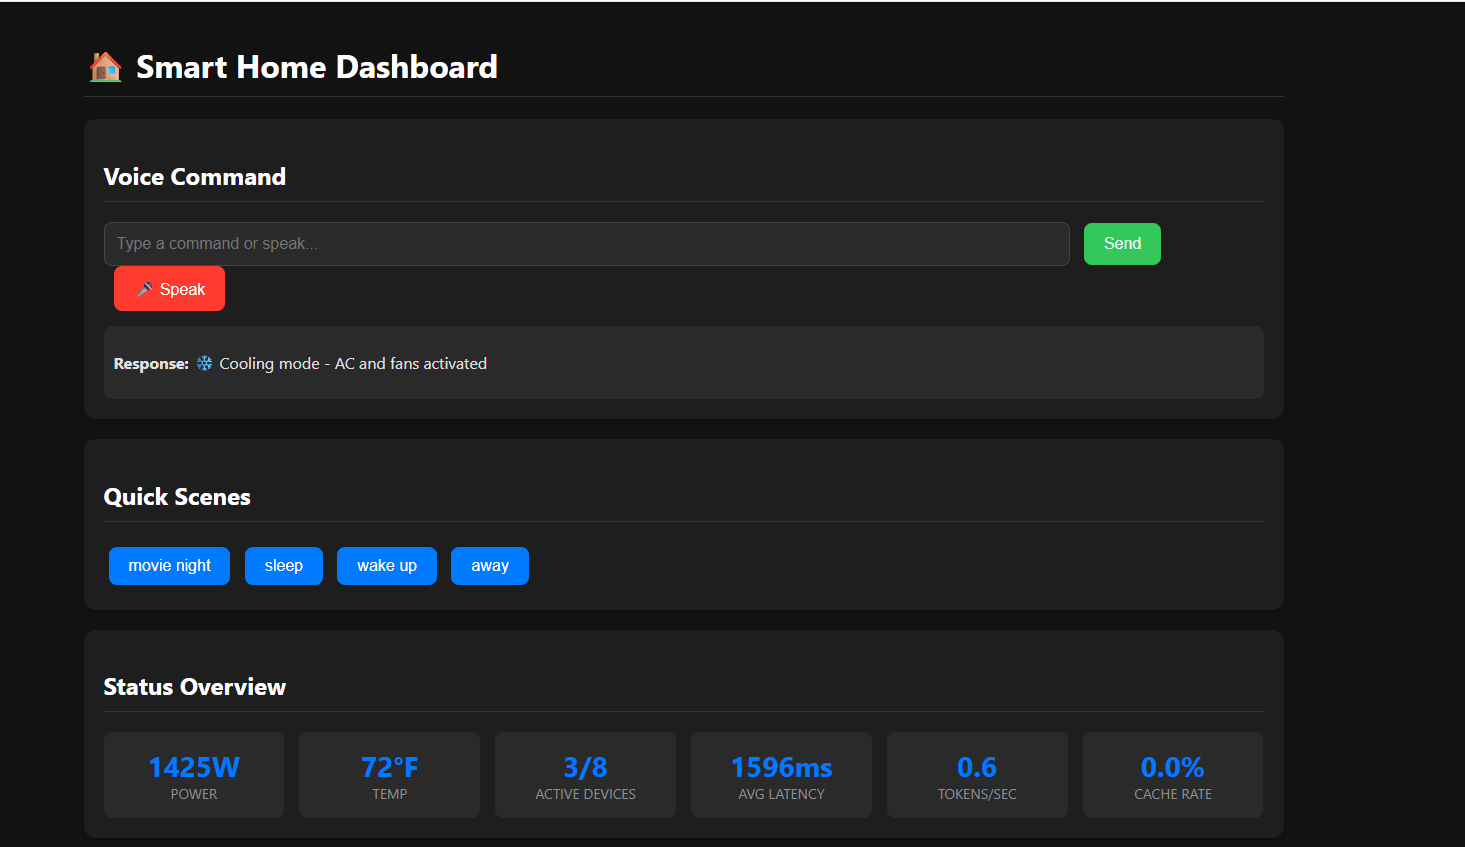 🏠 Smart Home Dashboard
Voice Command
Type a command or speak...
Send
🎤 Speak
Response: ❄️ Cooling mode - AC and fans activated
Quick Scenes
movie night
sleep
wake up
away
Status Overview
1425W
POWER
72°F
TEMP
3/8
ACTIVE DEVICES
1596ms
AVG LATENCY
0.6
TOKENS/SEC
0.0%
CACHE RATE